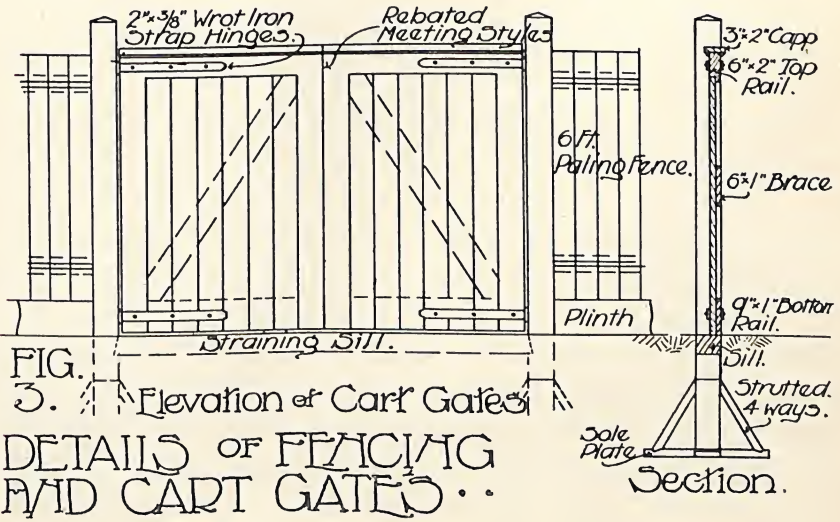 2"×3/8" Wrot Iron
Strap Hinges.
Rebated
Meeting Styles
3"×2" Capp
6"×2" Top
Rail.
6 Ft.
Paling Fence.
6"×1" Brace
9"×1" Bottom
Rail.
Plinth
Straining Sill.
Sill.
FIG.
3.
Elevation of Cart Gates
Strutted.
4 ways.
Sole
Plate
Section.
DETAILS OF FENCING
AND CART GATES ··